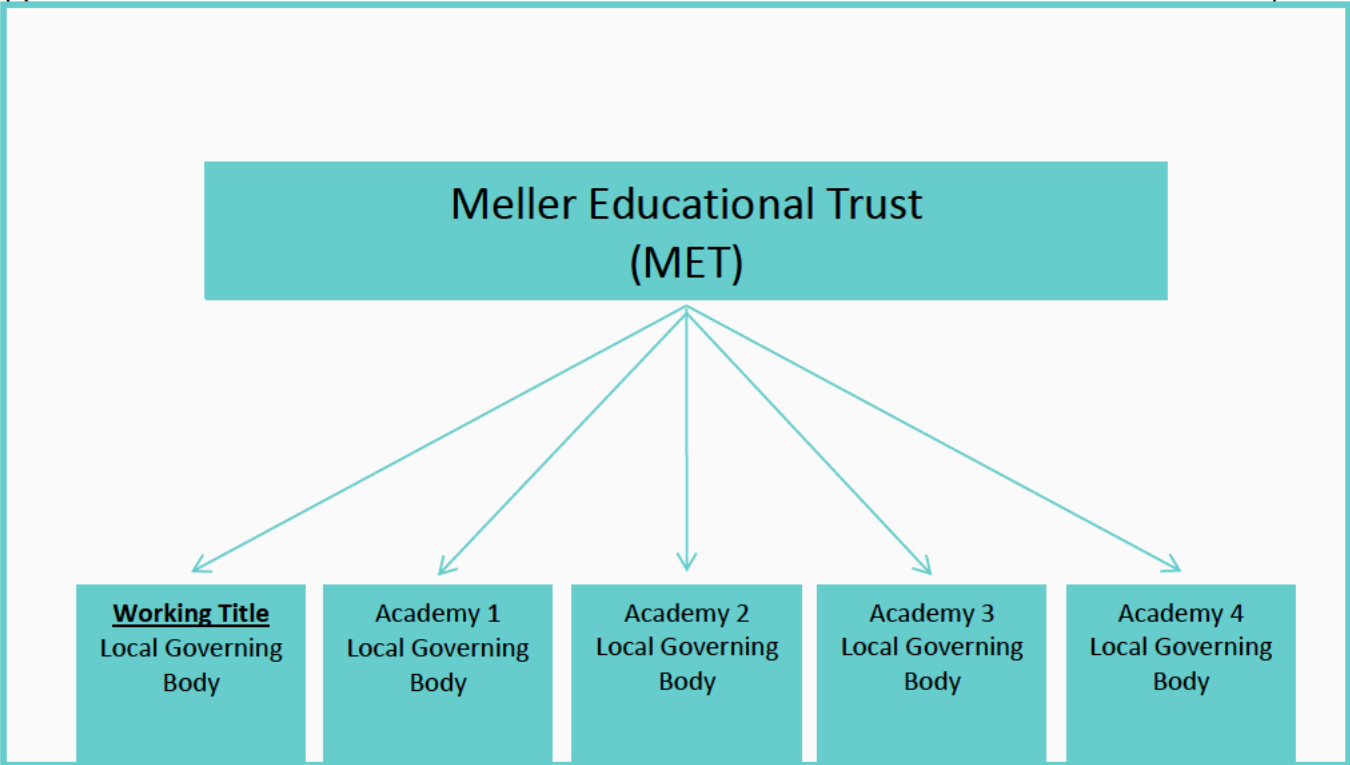 Meller Educational Trust
(MET)
Working Title
Local Governing
Body
Academy 1
Local Governing
Body
Academy 2
Local Governing
Body
Academy 3
Local Governing
Body
Academy 4
Local Governing
Body